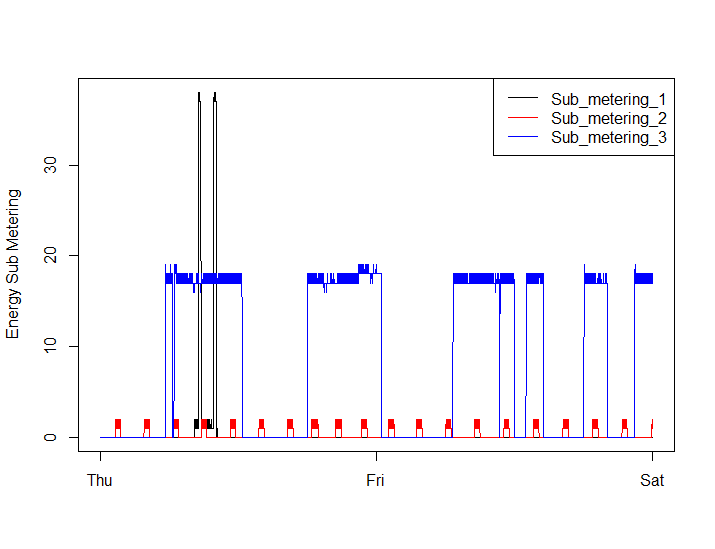 Sub_metering_1
Sub_metering_2
Sub_metering_3
Energy Sub Metering
30
20
10
0
Thu Fri Sat